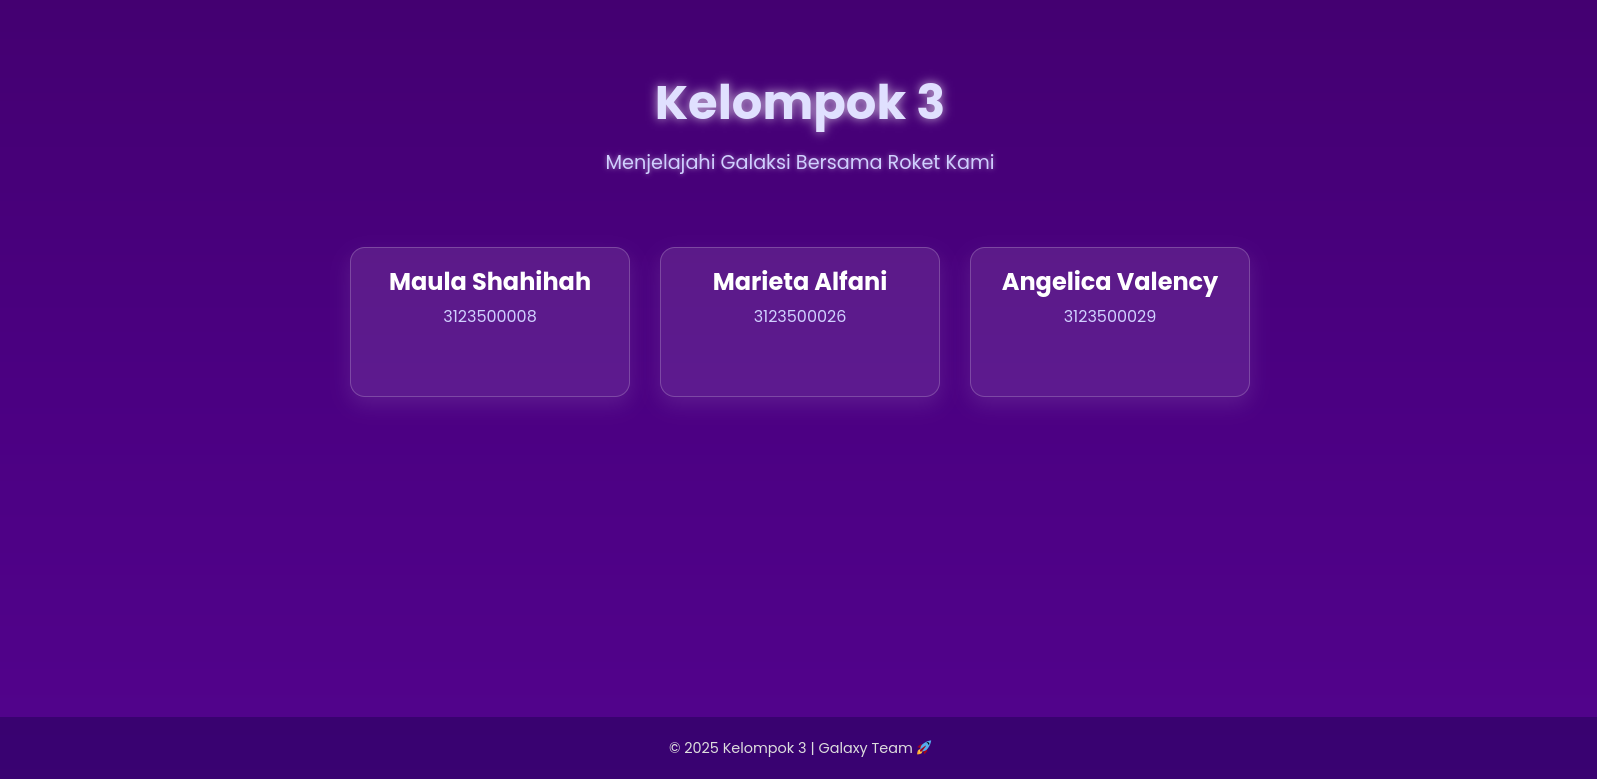 Kelompok 3
Menjelajahi Galaksi Bersama Roket Kami
Maula Shahihah
3123500008
Marieta Alfani
3123500026
Angelica Valency
3123500029
© 2025 Kelompok 3 | Galaxy Team 🚀